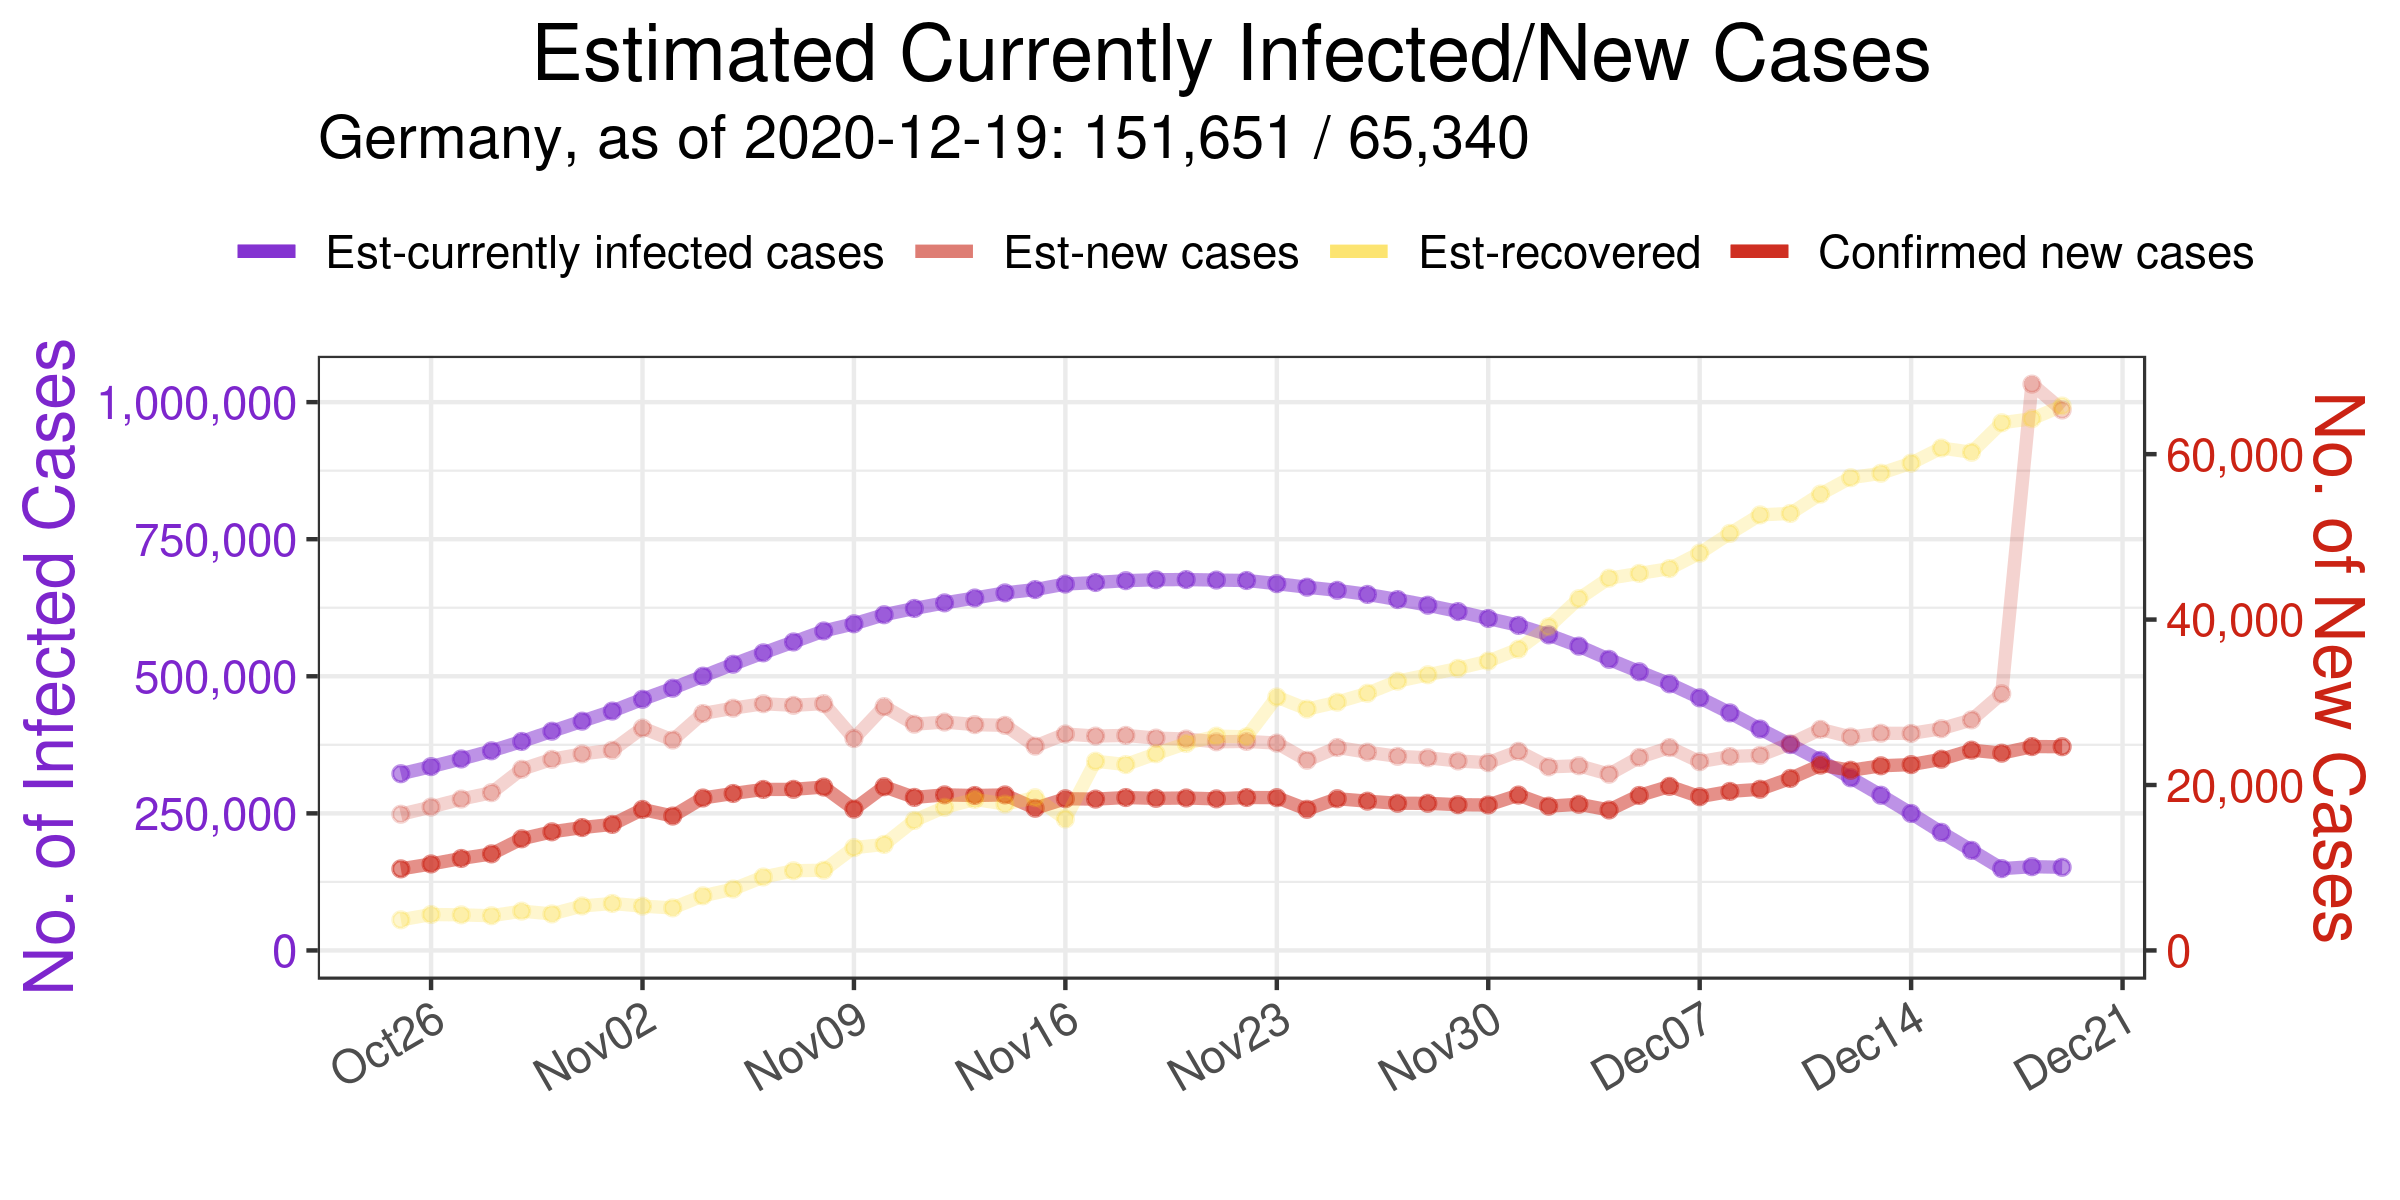 Estimated Currently Infected/New Cases
Germany, as of 2020-12-19: 151,651 / 65,340
Est-currently infected cases Est-new cases Est-recovered Confirmed new cases
No. of Infected Cases
1,000,000
750,000
500,000
250,000
0
60,000
40,000
20,000
0
No. of New Cases
Oct26 Nov02 Nov09 Nov16 Nov23 Nov30 Dec07 Dec14 Dec21